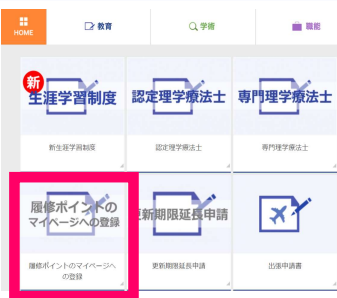 HOME
教育
学術
職能
新
生涯学習制度
認定理学療法士
専門理学療法士
新生涯学習制度
認定理学療法士
専門理学療法士
履修ポイントの
マイページへの登録
更新期限延長申請
履修ポイントのマイページへ
の登録
更新期限延長申請
出張申請書